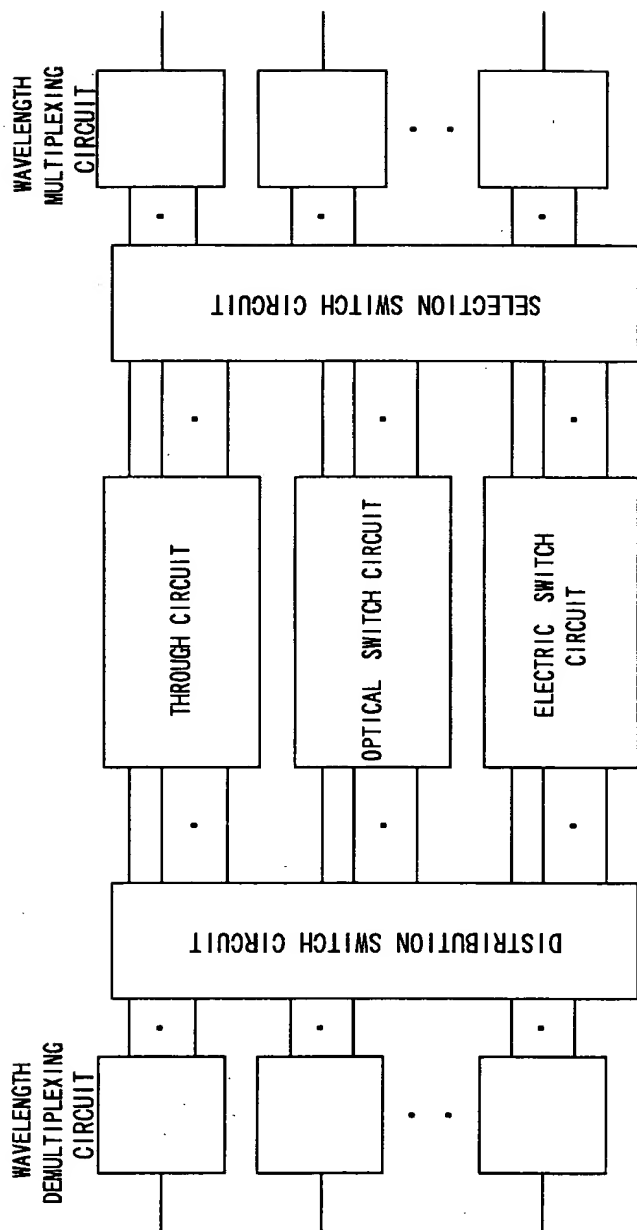 WAVELENGTH
MULTIPLEXING
CIRCUIT
SELECTION SWITCH CIRCUIT
THROUGH CIRCUIT
OPTICAL SWITCH CIRCUIT
ELECTRIC SWITCH
CIRCUIT
DISTRIBUTION SWITCH CIRCUIT
WAVELENGTH
DEMULTIPLEXING
CIRCUIT